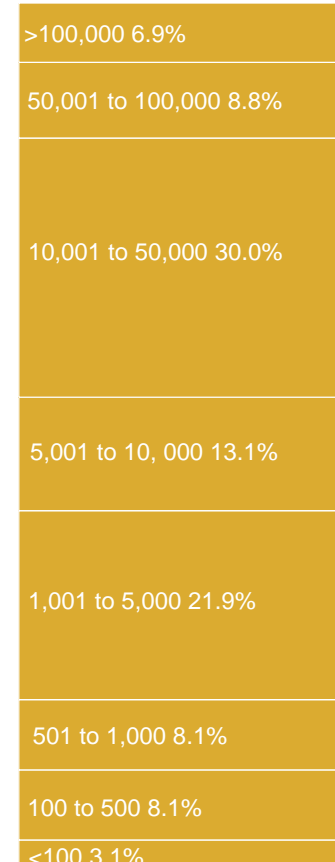 >100,000 6.9%
50,001 to 100,000 8.8%
10,001 to 50,000 30.0%
5,001 to 10, 000 13.1%
1,001 to 5,000 21.9%
501 to 1,000 8.1%
100 to 500 8.1%
<100 3.1%